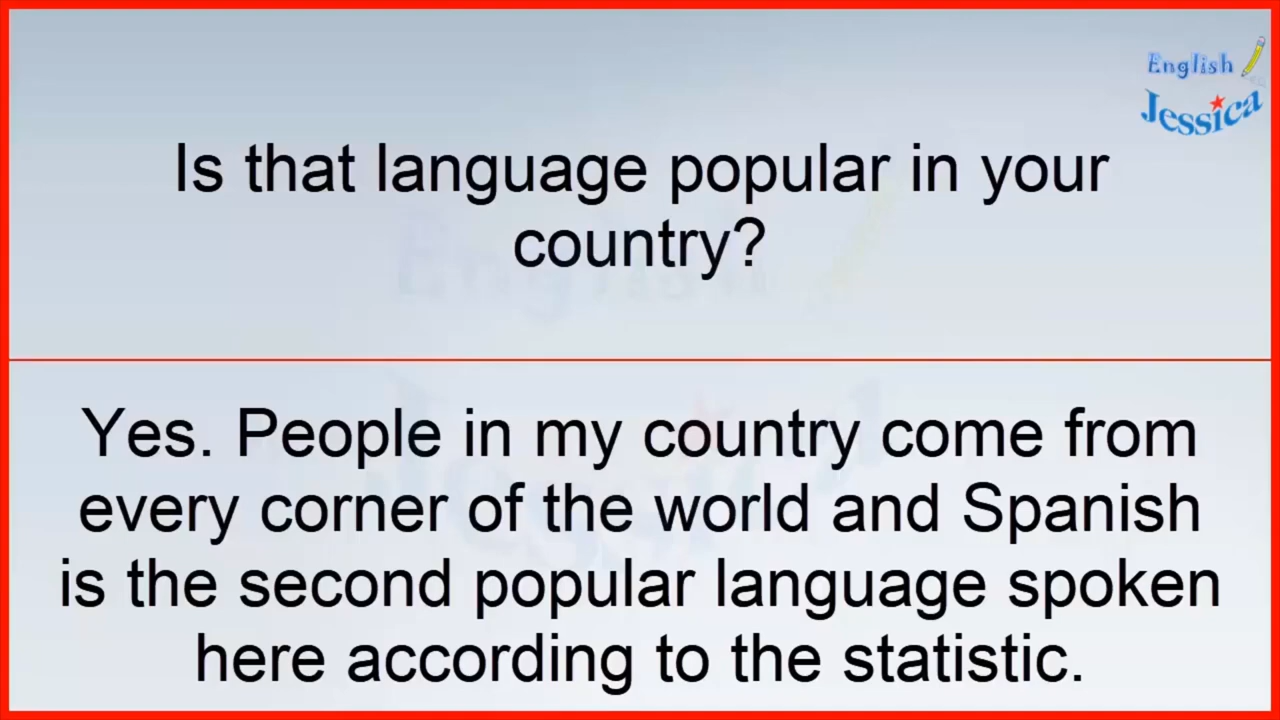 English
Jessica
Is that language popular in your
country?
Yes. People in my country come from
every corner of the world and Spanish
is the second popular language spoken
here according to the statistic.